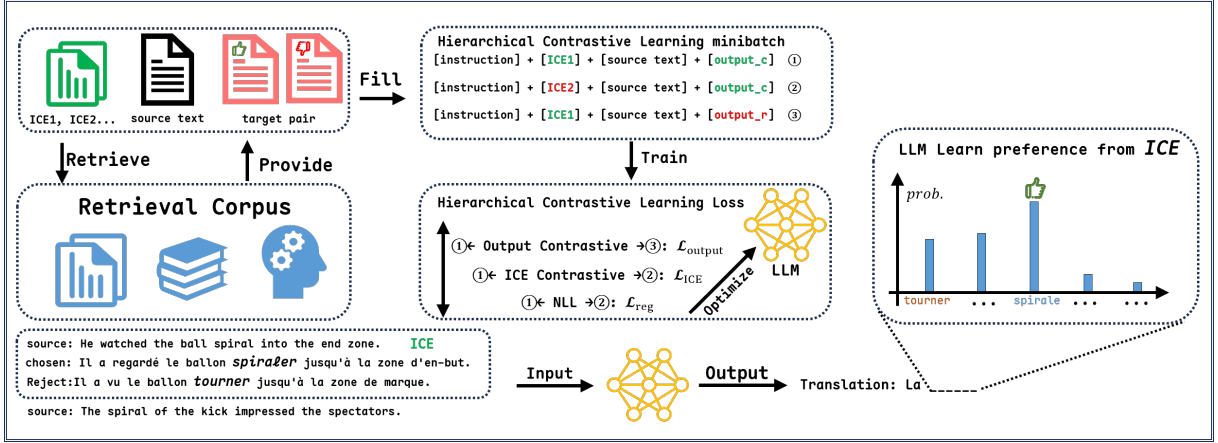 ICE1, ICE2...
source text
target pair
Fill
Hierarchical Contrastive Learning minibatch
[instruction] + [ICE1] + [source text] + [output_c] ①
[instruction] + [ICE2] + [source text] + [output_c] ②
[instruction] + [ICE1] + [source text] + [output_r] ③
Retrieve
Provide
Train
Retrieval Corpus
Hierarchical Contrastive Learning Loss
①← Output Contrastive →③: ℒoutput
①← ICE Contrastive →②: ℒICE
①← NLL →②: ℒreg
Optimize
LLM
LLM Learn preference from ICE
prob.
tourner ... spirale ... ...
source: He watched the ball spiral into the end zone. ICE
chosen: Il a regardé le ballon spiraler jusqu'à la zone d'en-but.
Reject:Il a vu le ballon tourner jusqu'à la zone de marque.
source: The spiral of the kick impressed the spectators.
Input
Output
Translation: La ______